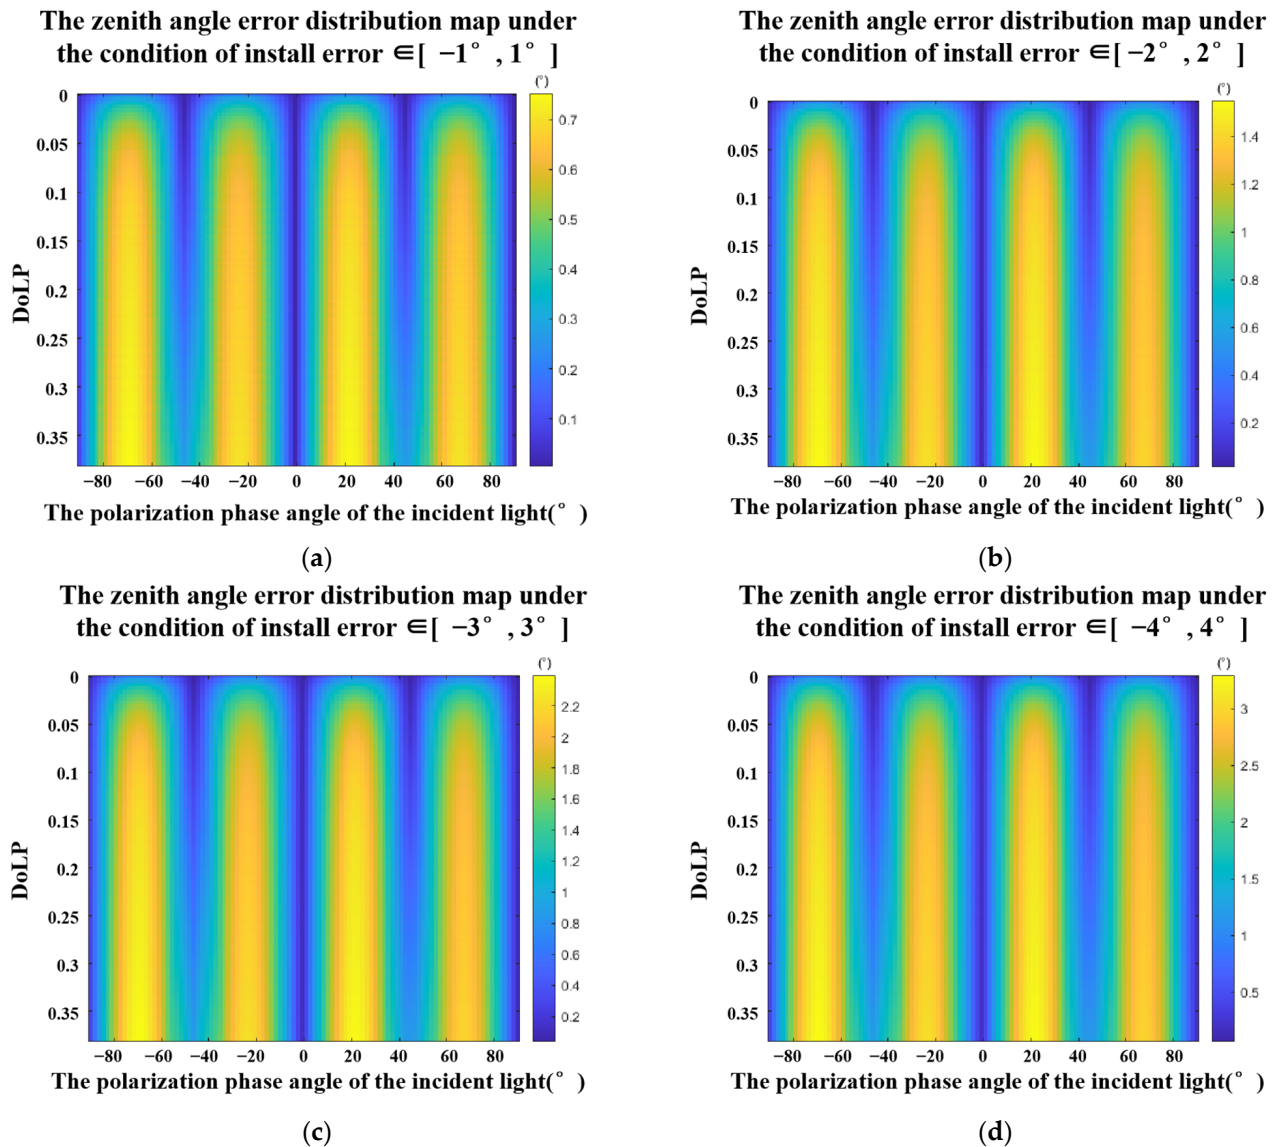 The zenith angle error distribution map under
the condition of install error ∈[ −1° , 1° ]
(°)
0
0.05
0.1
0.15
0.2
0.25
0.3
0.35
DoLP
0.7
0.6
0.5
0.4
0.3
0.2
0.1
−80 −60 −40 −20 0 20 40 60 80
The polarization phase angle of the incident light(° )
(a)
The zenith angle error distribution map under
the condition of install error ∈[ −2° , 2° ]
(°)
0
0.05
0.1
0.15
0.2
0.25
0.3
0.35
DoLP
1.4
1.2
1
0.8
0.6
0.4
0.2
−80 −60 −40 −20 0 20 40 60 80
The polarization phase angle of the incident light(° )
(b)
The zenith angle error distribution map under
the condition of install error ∈[ −3° , 3° ]
(°)
0
0.05
0.1
0.15
0.2
0.25
0.3
0.35
DoLP
2.2
2
1.8
1.6
1.4
1.2
1
0.8
0.6
0.4
0.2
−80 −60 −40 −20 0 20 40 60 80
The polarization phase angle of the incident light(° )
(c)
The zenith angle error distribution map under
the condition of install error ∈[ −4° , 4° ]
(°)
0
0.05
0.1
0.15
0.2
0.25
0.3
0.35
DoLP
3
2.5
2
1.5
1
0.5
−80 −60 −40 −20 0 20 40 60 80
The polarization phase angle of the incident light(° )
(d)